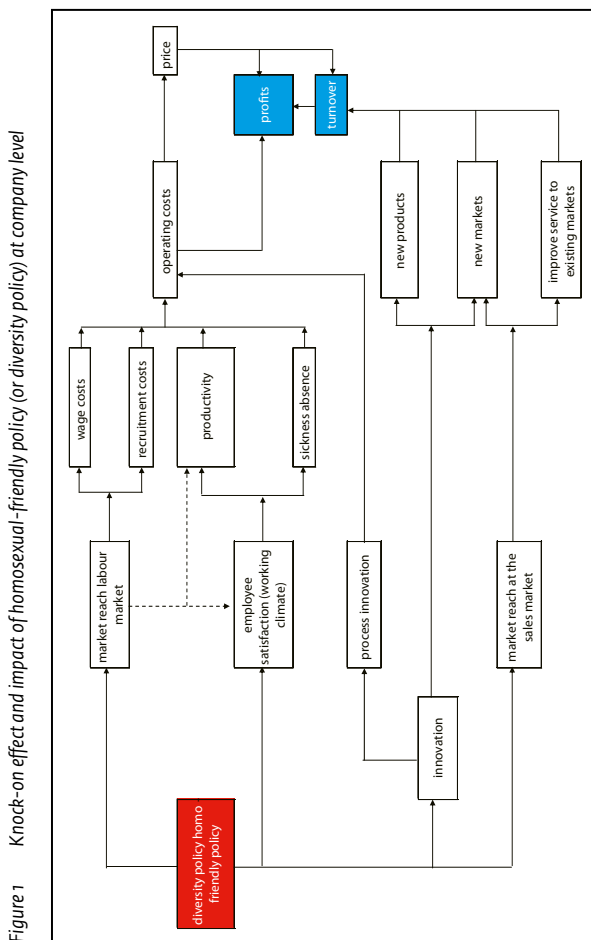 Figure 1 Knock-on effect and impact of homosexual-friendly policy (or diversity policy) at company level
diversity policy homo
friendly policy
market reach labour
market
employee
satisfaction (working
climate)
process innovation
innovation
market reach at the
sales market
wage costs
recruitment costs
productivity
sickness absence
operating costs
new products
new markets
improve service to
existing markets
price
profits
turnover